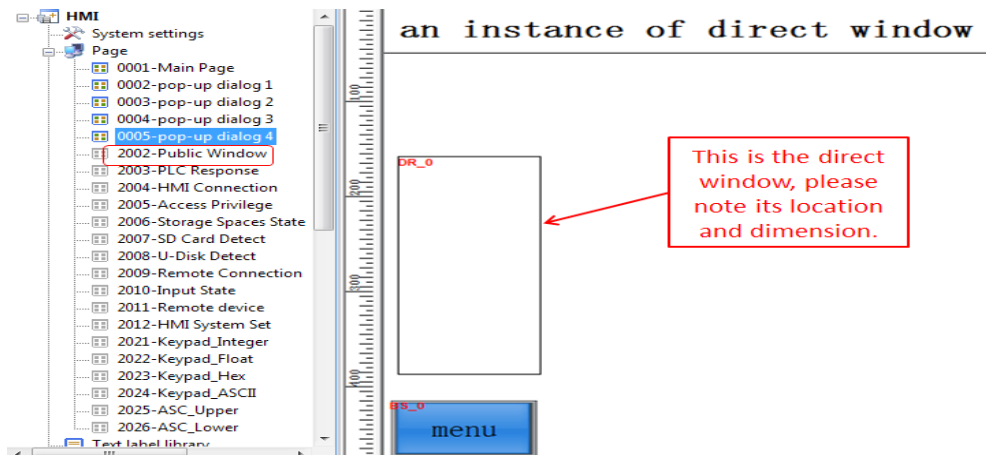 HMI
System settings
Page
0001-Main Page
0002-pop-up dialog 1
0003-pop-up dialog 2
0004-pop-up dialog 3
0005-pop-up dialog 4
2002-Public Window
2003-PLC Response
2004-HMI Connection
2005-Access Privilege
2006-Storage Spaces State
2007-SD Card Detect
2008-U-Disk Detect
2009-Remote Connection
2010-Input State
2011-Remote device
2012-HMI System Set
2021-Keypad_Integer
2022-Keypad_Float
2023-Keypad_Hex
2024-Keypad_ASCII
2025-ASC_Upper
2026-ASC_Lower
Text label library
100
200
300
400
an instance of direct window
DR_0
This is the direct
window, please
note its location
and dimension.
BS_0
menu